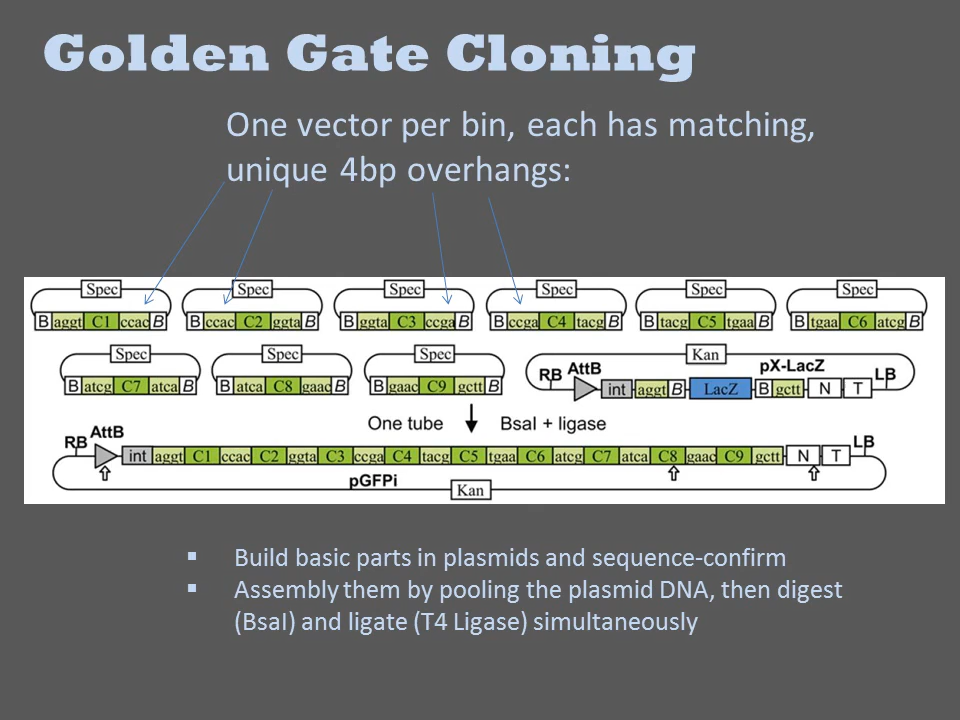 Golden Gate Cloning
One vector per bin, each has matching,
unique 4bp overhangs:
Spec Spec Spec Spec Spec Spec
B aggt C1 ccac B B ccac C2 ggta B B ggta C3 ccga B B ccga C4 tacg B B tacg C5 tgaa B B tgaa C6 atcg B
Spec Spec Spec Kan
RB AttB pX-LacZ LB
B atcg C7 atca B B atca C8 gaac B B gaac C9 gctt B int aggt B LacZ B gctt N T
One tube BsaI + ligase
RB AttB LB
int aggt C1 ccac C2 ggta C3 ccga C4 tacg C5 tgaa C6 atcg C7 atca C8 gaac C9 gctt N T
pGFPi
Kan
▪ Build basic parts in plasmids and sequence-confirm
▪ Assembly them by pooling the plasmid DNA, then digest
(BsaI) and ligate (T4 Ligase) simultaneously